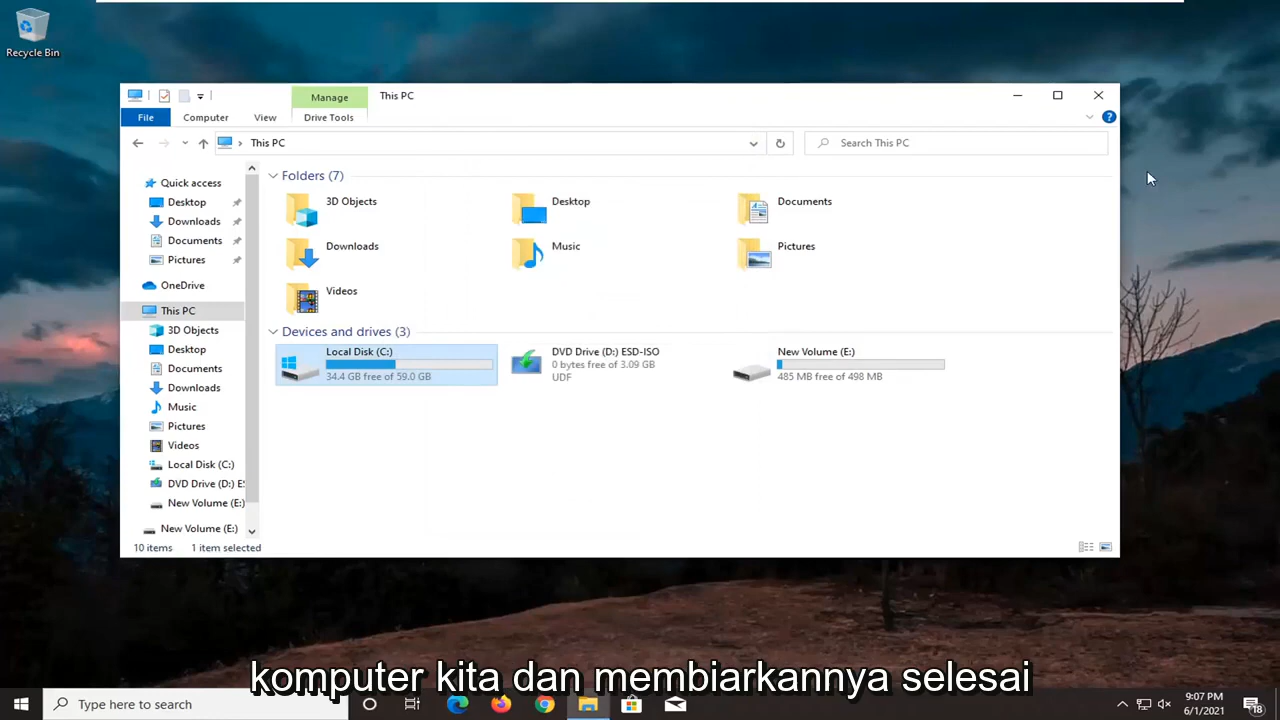 Recycle Bin
Manage
This PC
File
Computer
View
Drive Tools
This PC
Search This PC
Quick access
Desktop
Downloads
Documents
Pictures
OneDrive
This PC
3D Objects
Desktop
Documents
Downloads
Music
Pictures
Videos
Local Disk (C:)
DVD Drive (D:) ES
New Volume (E:)
New Volume (E:)
Folders (7)
3D Objects
Desktop
Documents
Downloads
Music
Pictures
Videos
Devices and drives (3)
Local Disk (C:)
34.4 GB free of 59.0 GB
DVD Drive (D:) ESD-ISO
0 bytes free of 3.09 GB
UDF
New Volume (E:)
485 MB free of 498 MB
10 items
1 item selected
komputer kita dan membiarkannya selesai
Type here to search
9:07 PM
6/1/2021
18